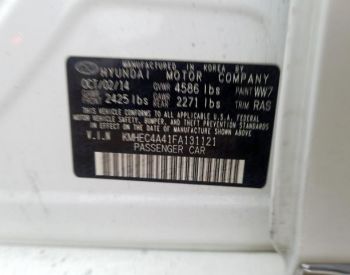 MANUFACTURED IN KOREA BY
HYUNDAI MOTOR COMPANY
OCT/02/14 GVWR 4586 lbs PAINT WW7
GAWR FRT 2425 lbs GAWR RR 2271 lbs TRIM RAS
THIS VEHICLE CONFORMS TO ALL APPLICABLE U.S.A. FEDERAL
MOTOR VEHICLE SAFETY, BUMPER, AND THEFT PREVENTION
STANDARDS IN EFFECT ON THE DATE OF MANUFACTURE SHOWN ABOVE.
V.I.N KMHEC4A41FA131121
PASSENGER CAR